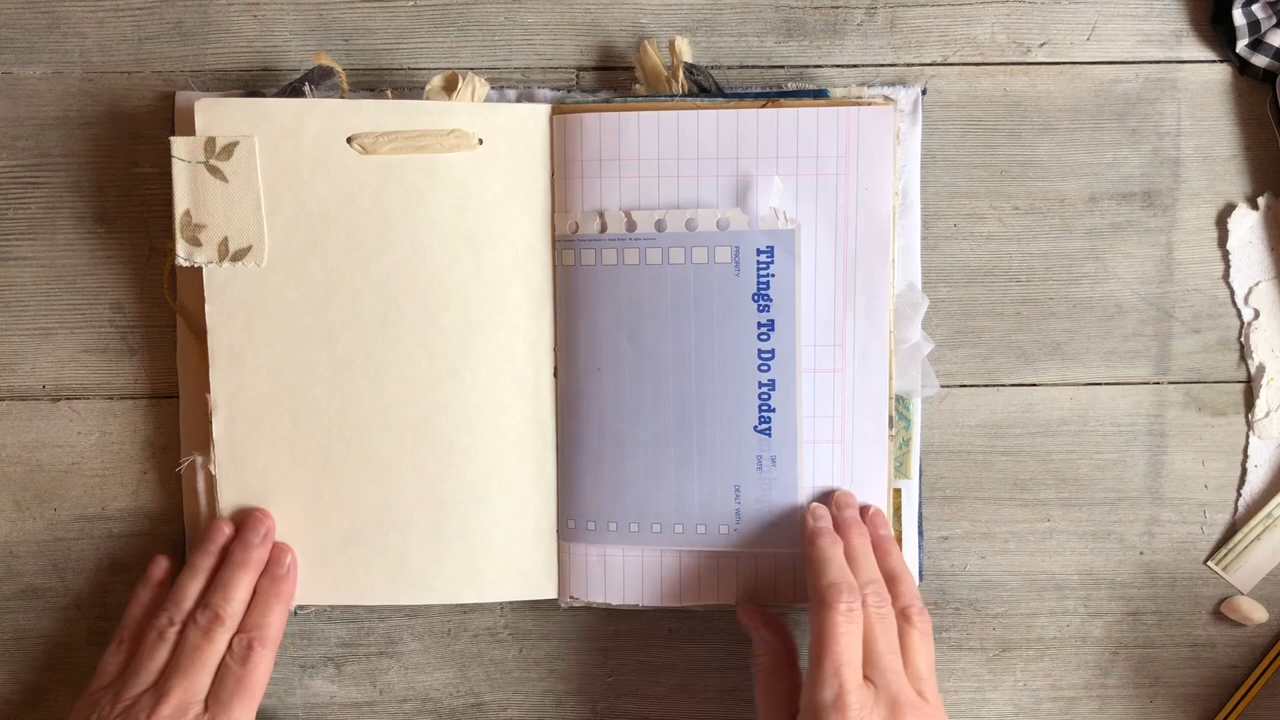 Things To Do Today
DAY:
DATE:
PRIORITY
DEALT WITH